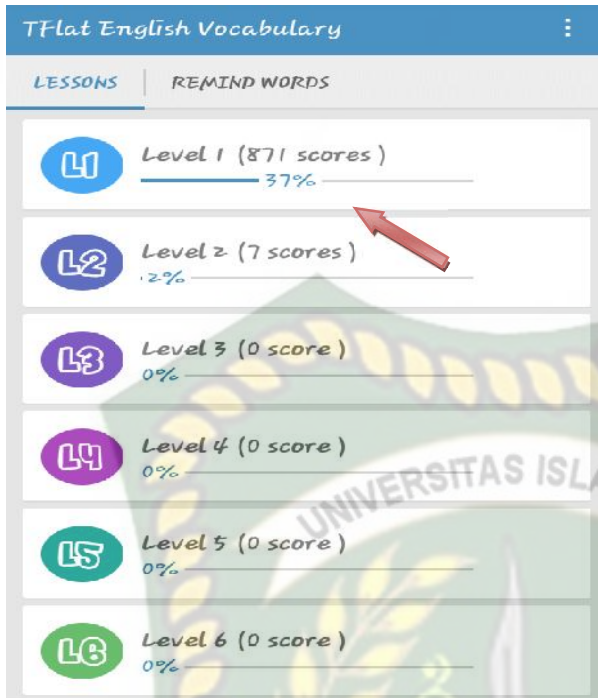 TFlat English Vocabulary
LESSONS REMIND WORDS
L1
Level 1 (871 scores)
37%
L2
Level 2 (7 scores)
2%
L3
Level 3 (0 score)
0%
L4
Level 4 (0 score)
0%
UNIVERSITAS ISL
L5
Level 5 (0 score)
0%
L6
Level 6 (0 score)
0%